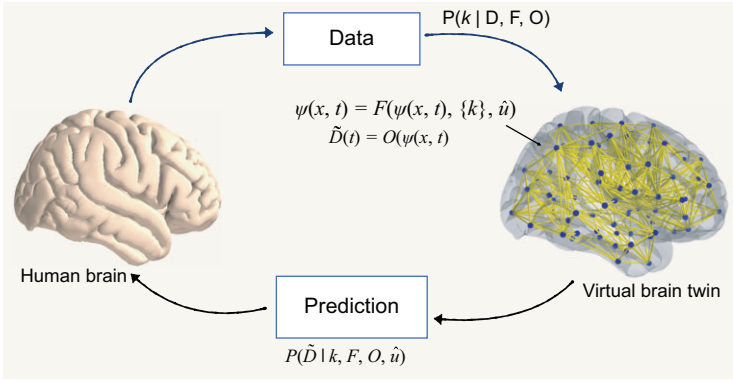 Data
P(k | D, F, O)
ψ(x, t) = F(ψ(x, t), {k}, û)
D̃(t) = O(ψ(x, t)
Human brain
Virtual brain twin
Prediction
P(D̃ | k, F, O, û)